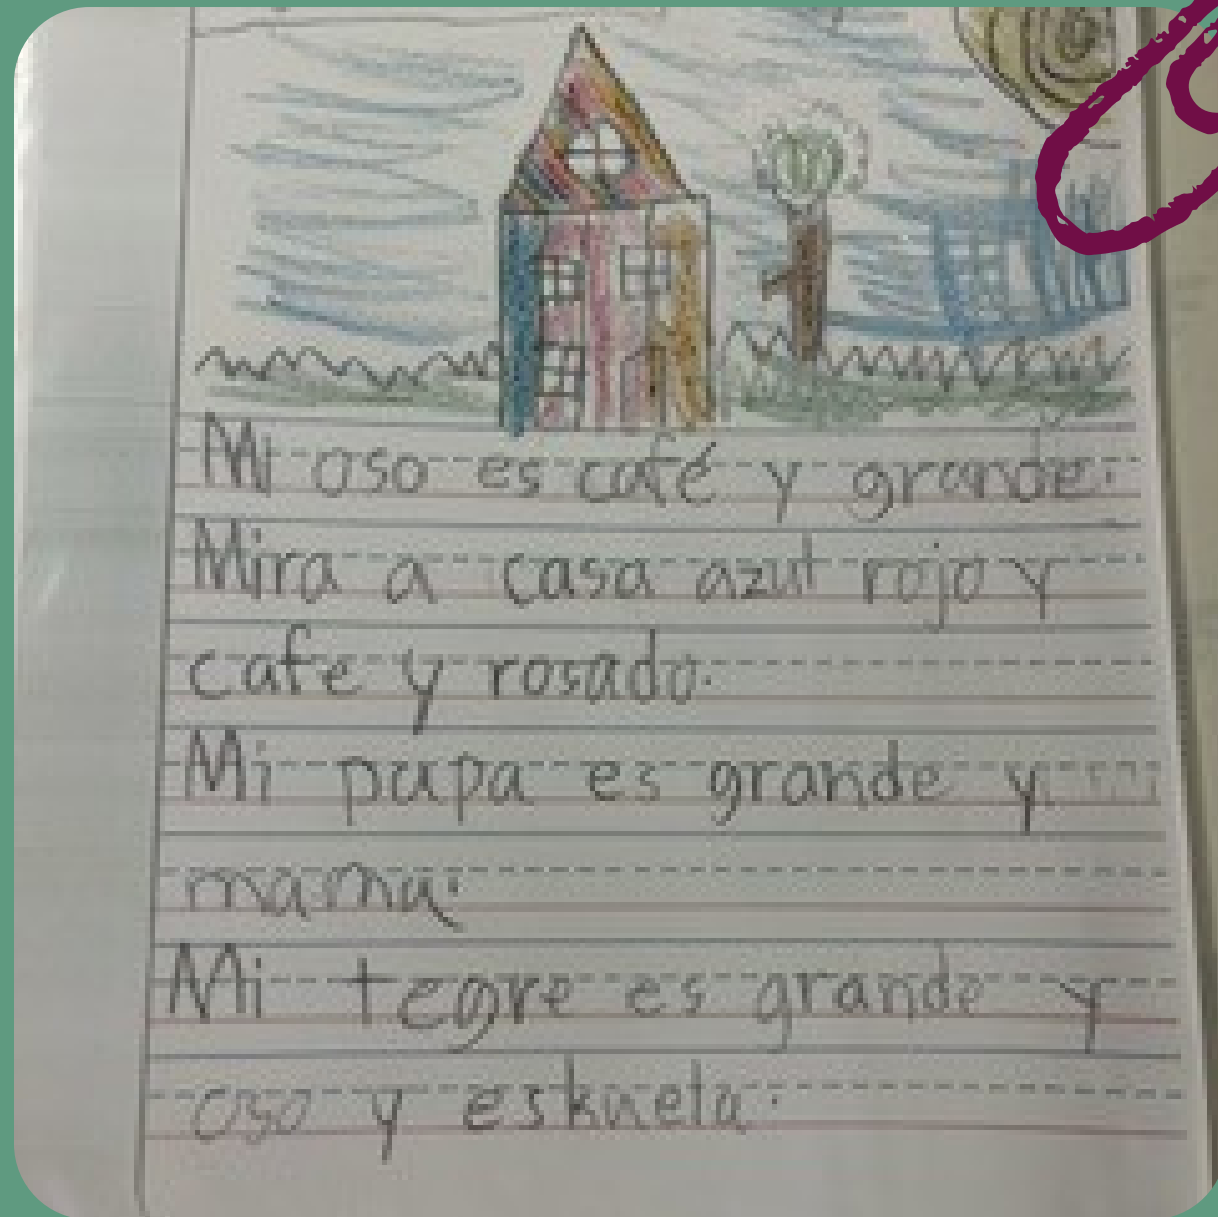 Mi oso es café y grande.
Mira a casa azul rojo y
cafe y rosado.
Mi papa es grande y
mama.
Mi tegre es grande y
oso y eskuela.